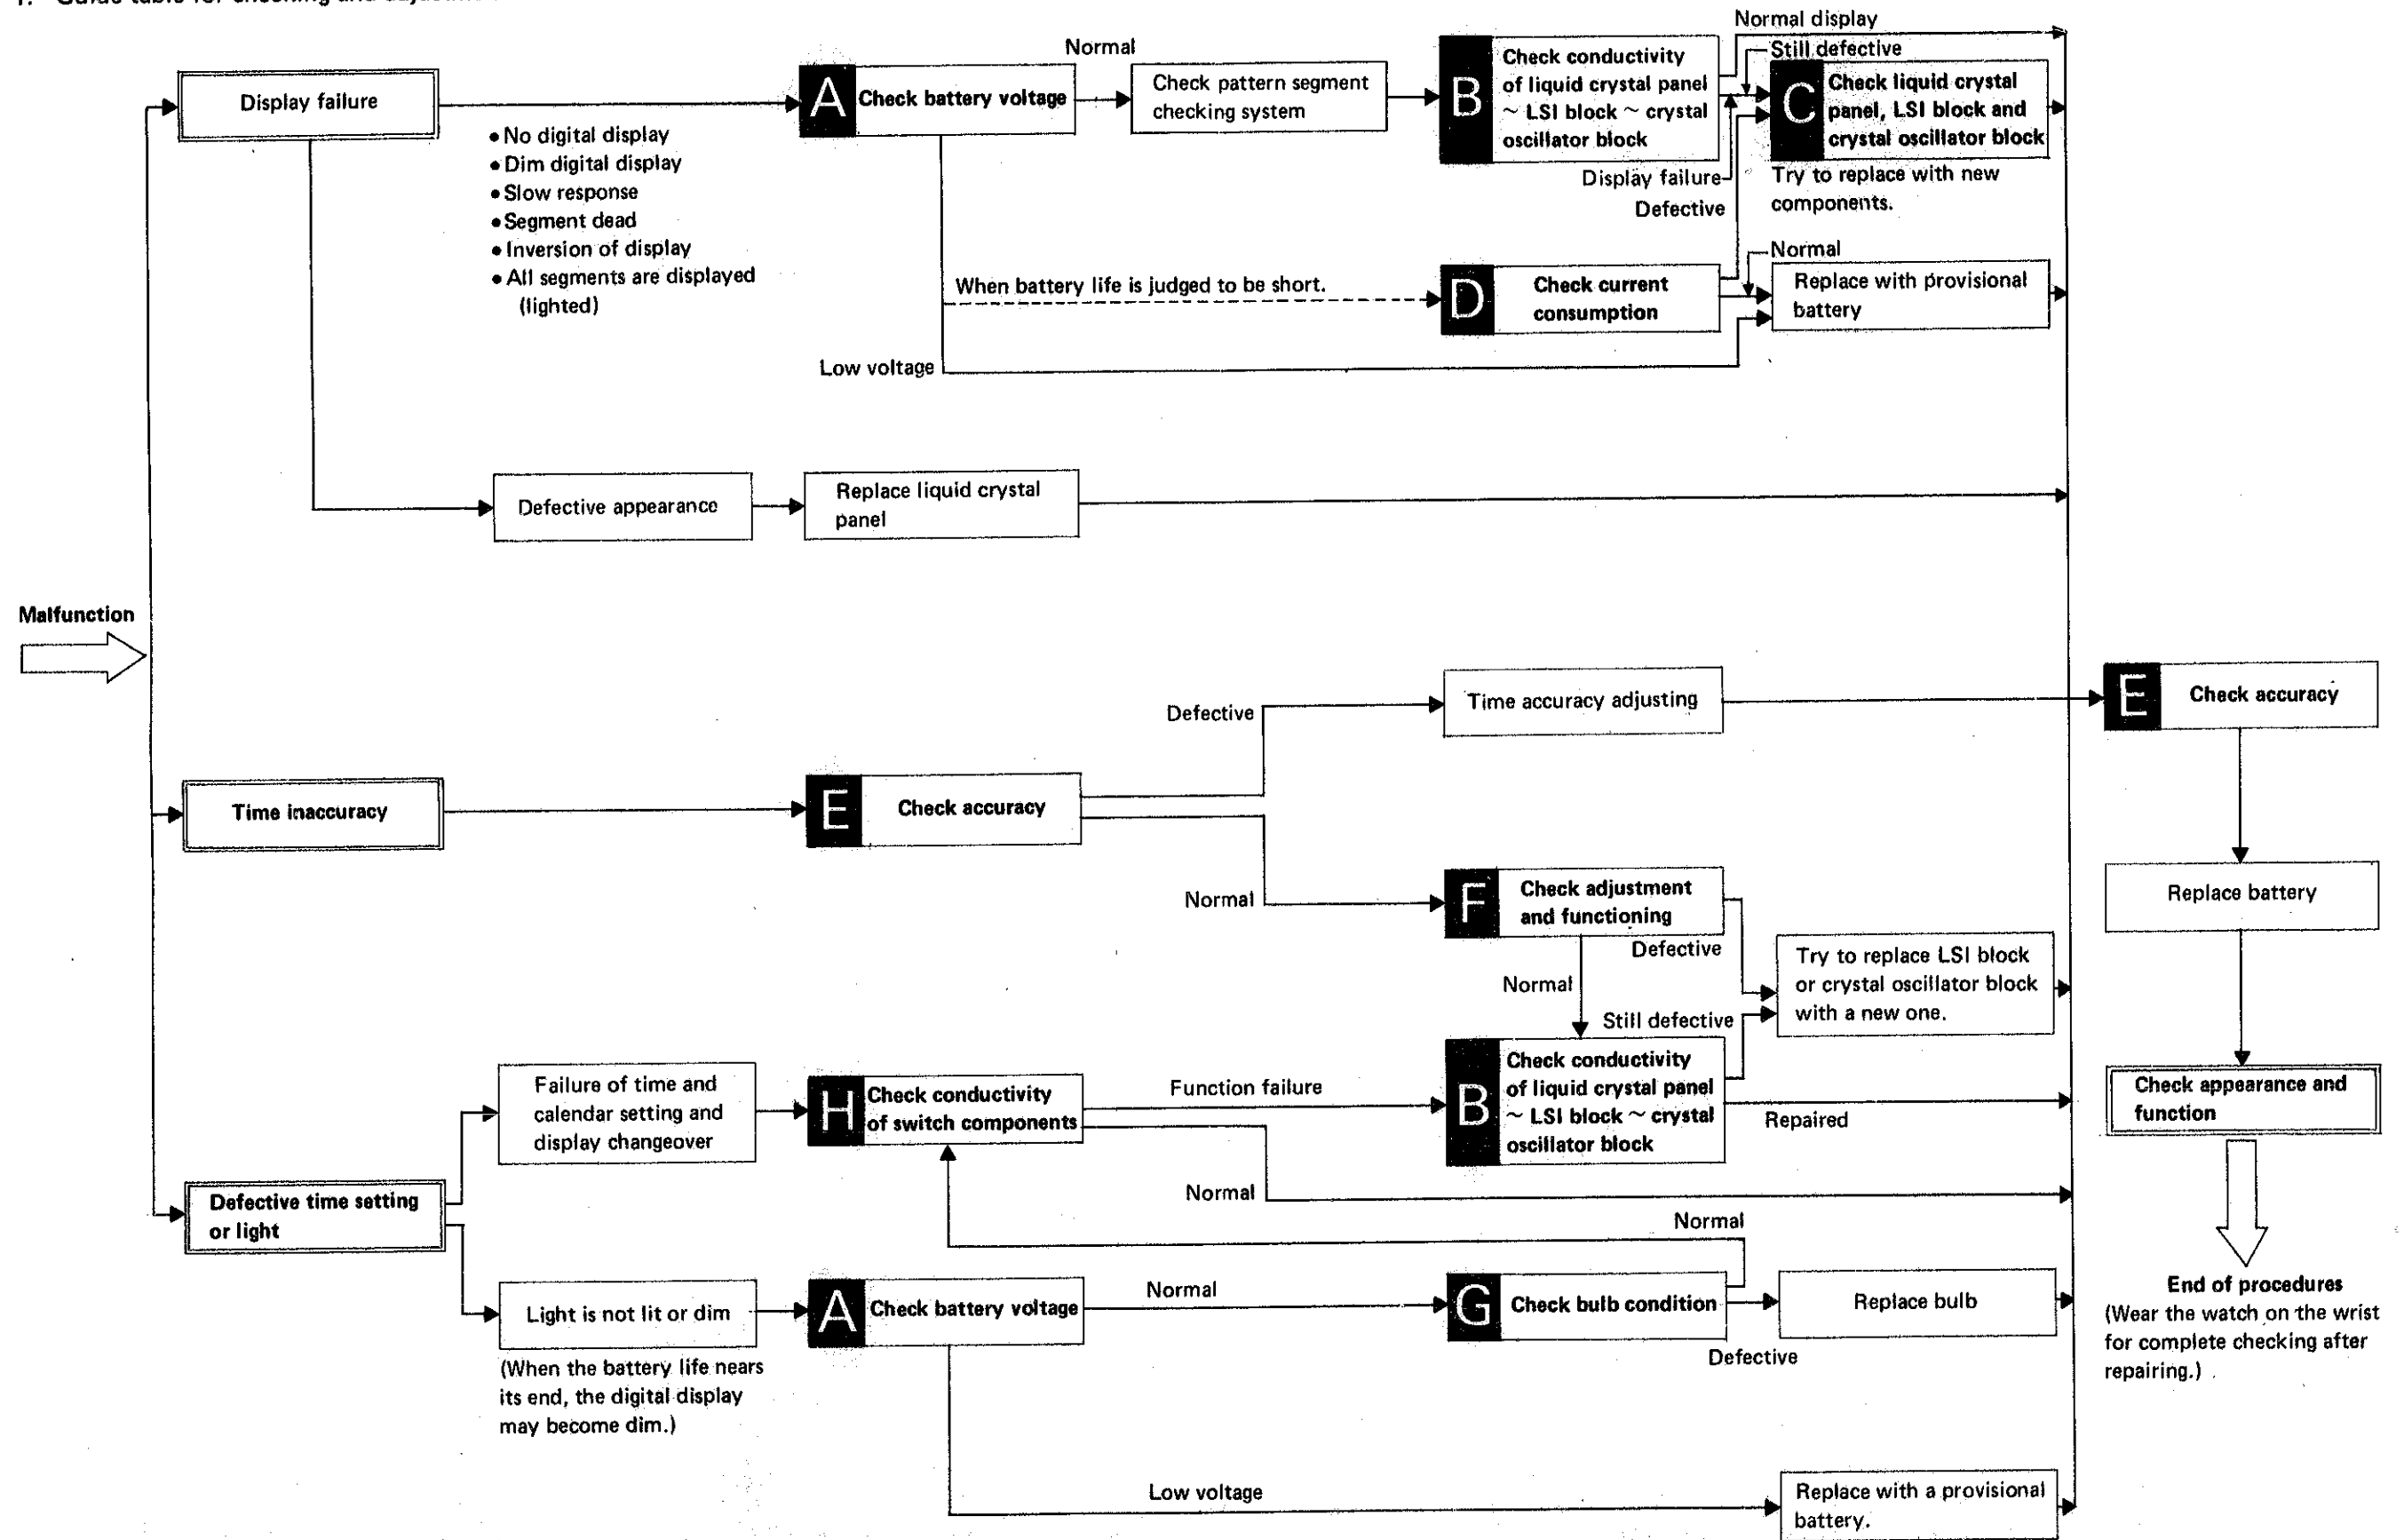 1. Guide table for checking and
Normal display
Still defective
Normal
Display failure
A Check battery voltage
Check pattern segment
checking system
B Check conductivity
of liquid crystal panel
~ LSI block ~ crystal
oscillator block
C Check liquid crystal
panel, LSI block and
crystal oscillator block
Try to replace with new
components.
• No digital display
• Dim digital display
• Slow response
• Segment dead
• Inversion of display
• All segments are displayed
(lighted)
Display failure
Defective
When battery life is judged to be short.
D Check current
consumption
Normal
Replace with provisional
battery
Low voltage
Defective appearance
Replace liquid crystal
panel
Malfunction
Defective
Time accuracy adjusting
E Check accuracy
Time inaccuracy
E Check accuracy
Normal
F Check adjustment
and functioning
Defective
Normal
Try to replace LSI block
or crystal oscillator block
with a new one.
Replace battery
Still defective
Failure of time and
calendar setting and
display changeover
H Check conductivity
of switch components
Function failure
B Check conductivity
of liquid crystal panel
~ LSI block ~ crystal
oscillator block
Repaired
Check appearance and
function
Normal
Defective time setting
or light
Normal
Light is not lit or dim
A Check battery voltage
Normal
G Check bulb condition
Replace bulb
Defective
(When the battery life nears
its end, the digital display
may become dim.)
End of procedures
(Wear the watch on the wrist
for complete checking after
repairing.)
Low voltage
Replace with a provisional
battery.